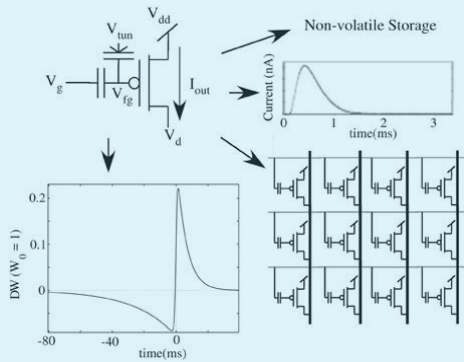 V_dd
Non-volatile Storage
V_tun
V_g
V_fg
I_out
V_d
Current (nA)
0 1 2 3
time(ms)
DW (W_0 = 1)
0.2
0.1
0
-80 -40 0
time(ms)